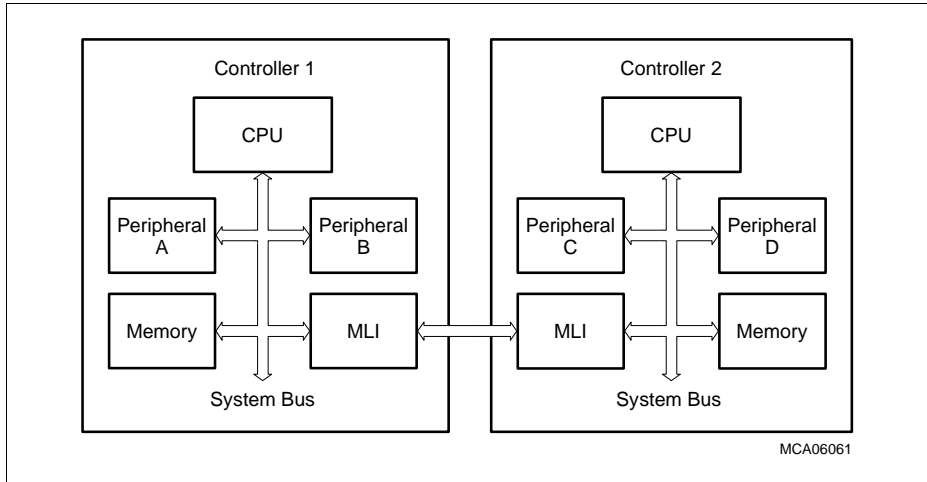 Controller 1
CPU
Peripheral
A
Peripheral
B
Memory
MLI
System Bus
Controller 2
CPU
Peripheral
C
Peripheral
D
MLI
Memory
System Bus
MCA06061